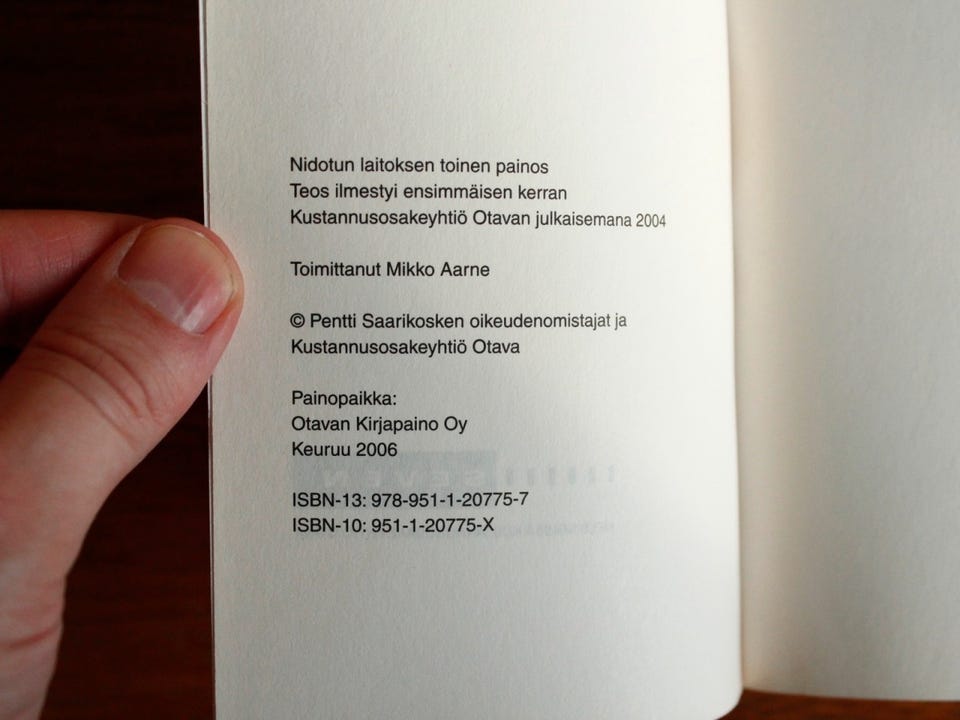 Nidotun laitoksen toinen painos
Teos ilmestyi ensimmäisen kerran
Kustannusosakeyhtiö Otavan julkaisemana 2004
Toimittanut Mikko Aarne
© Pentti Saarikosken oikeudenomistajat ja
Kustannusosakeyhtiö Otava
Painopaikka:
Otavan Kirjapaino Oy
Keuruu 2006
SEVEN
ISBN-13: 978-951-1-20775-7
ISBN-10: 951-1-20775-X